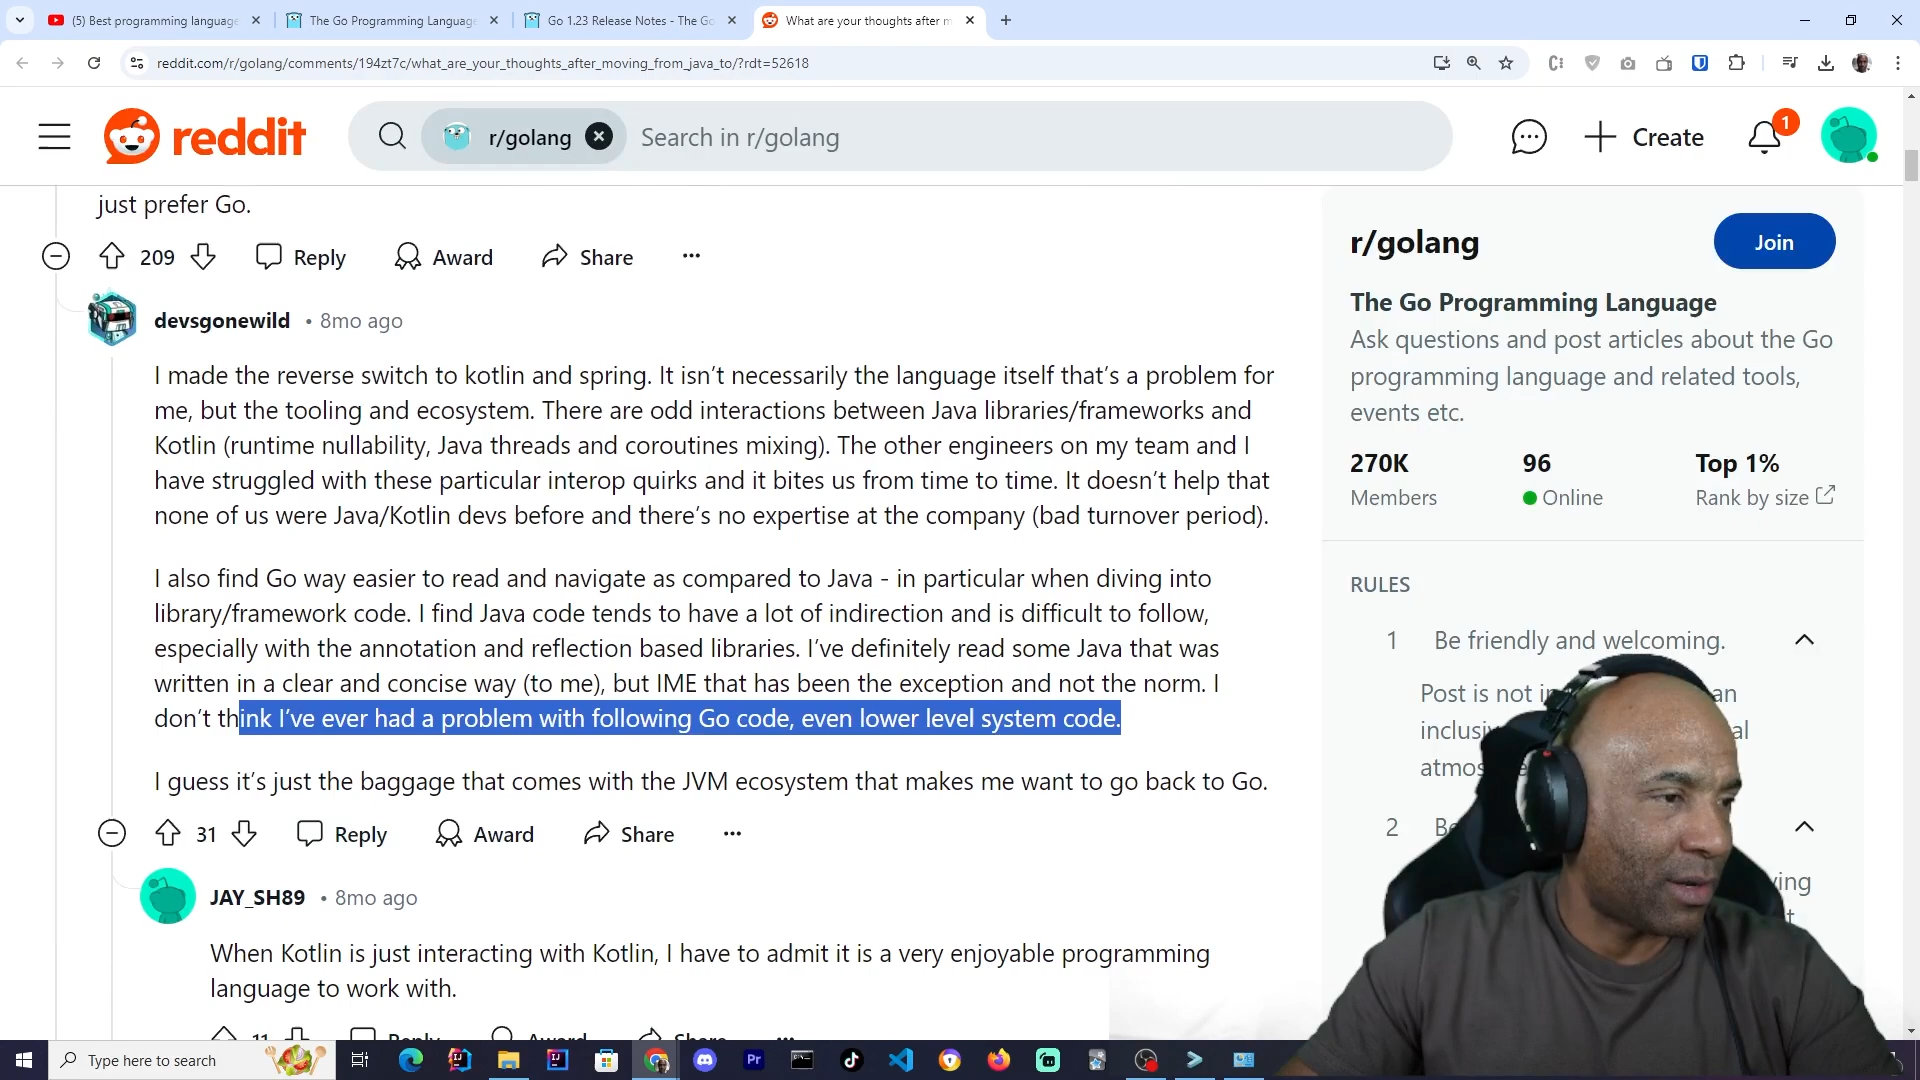 (5) Best programming language
The Go Programming Languag
Go 1.23 Release Notes - The Go
What are your thoughts after m
reddit.com/r/golang/comments/194zt7c/what_are_your_thoughts_after_moving_from_java_to/?rdt=52618
reddit
r/golang
Search in r/golang
Create
1
just prefer Go.
209
Reply
Award
Share
devsgonewild • 8mo ago
I made the reverse switch to kotlin and spring. It isn’t necessarily the language itself that’s a problem for
me, but the tooling and ecosystem. There are odd interactions between Java libraries/frameworks and
Kotlin (runtime nullability, Java threads and coroutines mixing). The other engineers on my team and I
have struggled with these particular interop quirks and it bites us from time to time. It doesn’t help that
none of us were Java/Kotlin devs before and there’s no expertise at the company (bad turnover period).
I also find Go way easier to read and navigate as compared to Java - in particular when diving into
library/framework code. I find Java code tends to have a lot of indirection and is difficult to follow,
especially with the annotation and reflection based libraries. I’ve definitely read some Java that was
written in a clear and concise way (to me), but IME that has been the exception and not the norm. I
don’t think I’ve ever had a problem with following Go code, even lower level system code.
I guess it’s just the baggage that comes with the JVM ecosystem that makes me want to go back to Go.
31
Reply
Award
Share
JAY_SH89 • 8mo ago
When Kotlin is just interacting with Kotlin, I have to admit it is a very enjoyable programming
language to work with.
11
Reply
Award
Share
r/golang
Join
The Go Programming Language
Ask questions and post articles about the Go
programming language and related tools,
events etc.
270K
Members
96
Online
Top 1%
Rank by size
RULES
1 Be friendly and welcoming.
Post is not
2
Type here to search
Pr